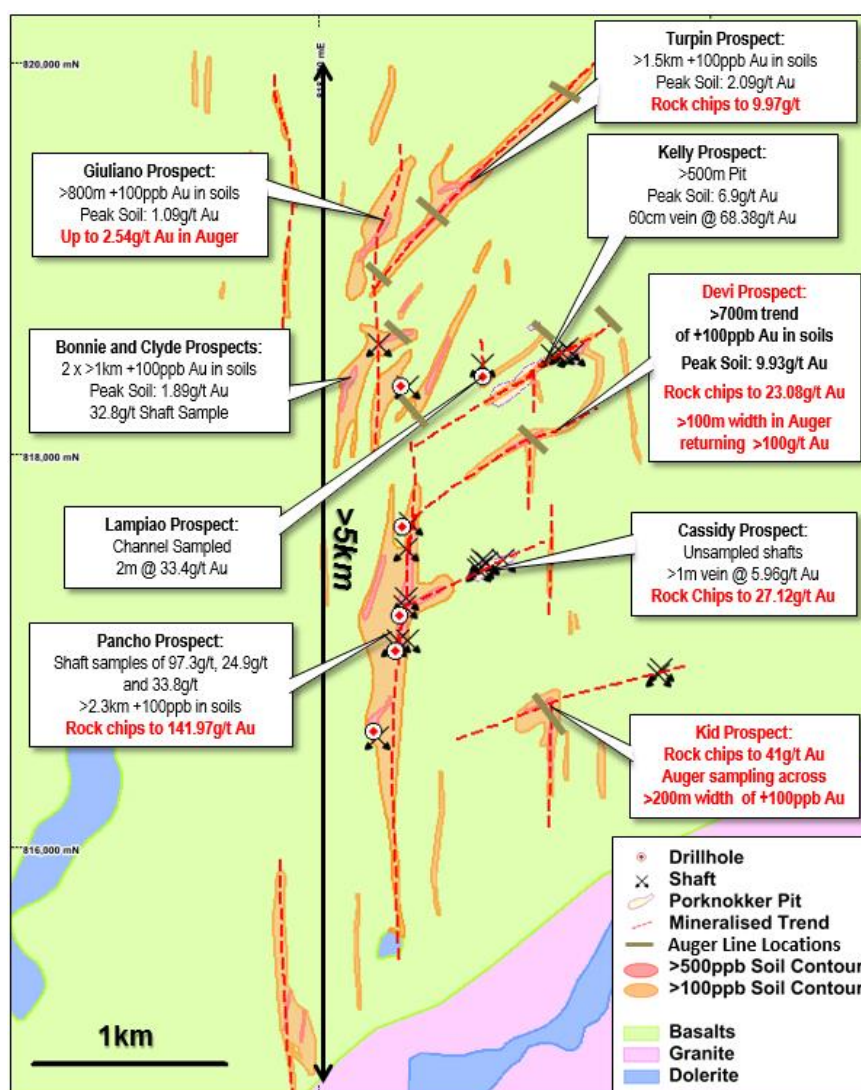 820,000 mN
Turpin Prospect:
>1.5km +100ppb Au in soils
Peak Soil: 2.09g/t Au
Rock chips to 9.97g/t
Giuliano Prospect:
>800m +100ppb Au in soils
Peak Soil: 1.09g/t Au
Up to 2.54g/t Au in Auger
Kelly Prospect:
>500m Pit
Peak Soil: 6.9g/t Au
60cm vein @ 68.38g/t Au
Devi Prospect:
>700m trend
of +100ppb Au in soils
Peak Soil: 9.93g/t Au
Rock chips to 23.08g/t Au
>100m width in Auger
returning >100g/t Au
Bonnie and Clyde Prospects:
2 x >1km +100ppb Au in soils
Peak Soil: 1.89g/t Au
32.8g/t Shaft Sample
818,000 mN
>5km
Lampiao Prospect:
Channel Sampled
2m @ 33.4g/t Au
Cassidy Prospect:
Unsampled shafts
>1m vein @ 5.96g/t Au
Rock Chips to 27.12g/t Au
Pancho Prospect:
Shaft samples of 97.3g/t, 24.9g/t
and 33.8g/t
>2.3km +100ppb in soils
Rock chips to 141.97g/t Au
Kid Prospect:
Rock chips to 41g/t Au
Auger sampling across
>200m width of +100ppb Au
816,000 mN
1km
Drillhole
Shaft
Porknokker Pit
Mineralised Trend
Auger Line Locations
>500ppb Soil Contour
>100ppb Soil Contour
Basalts
Granite
Dolerite